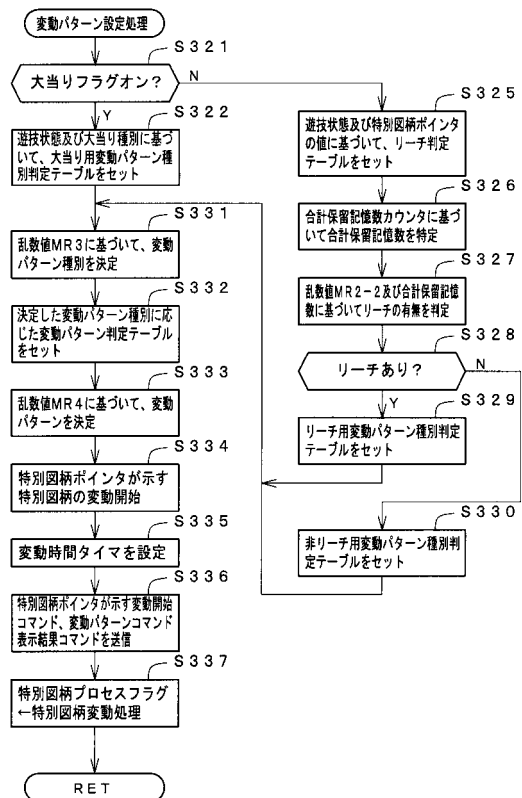 変動パターン設定処理
S321
大当りフラグオン?
N
Y
S322
遊技状態及び大当り種別に基づ
いて、大当り用変動パターン種
別判定テーブルをセット
S331
乱数値MR3に基づいて、変動
パターン種別を決定
S332
決定した変動パターン種別に応
じた変動パターン判定テーブル
をセット
S333
乱数値MR4に基づいて、変動
パターンを決定
S334
特別図柄ポインタが示す
特別図柄の変動開始
S335
変動時間タイマを設定
S336
特別図柄ポインタが示す変動開始
コマンド、変動パターンコマンド
表示結果コマンドを送信
S337
特別図柄プロセスフラグ
←特別図柄変動処理
RET
S325
遊技状態及び特別図柄ポインタ
の値に基づいて、リーチ判定
テーブルをセット
S326
合計保留記憶数カウンタに基づ
いて合計保留記憶数を特定
S327
乱数値MR2-2及び合計保留記憶
数に基づいてリーチの有無を判定
S328
リーチあり?
N
Y
S329
リーチ用変動パターン種別判定
テーブルをセット
S330
非リーチ用変動パターン種別判
定テーブルをセット